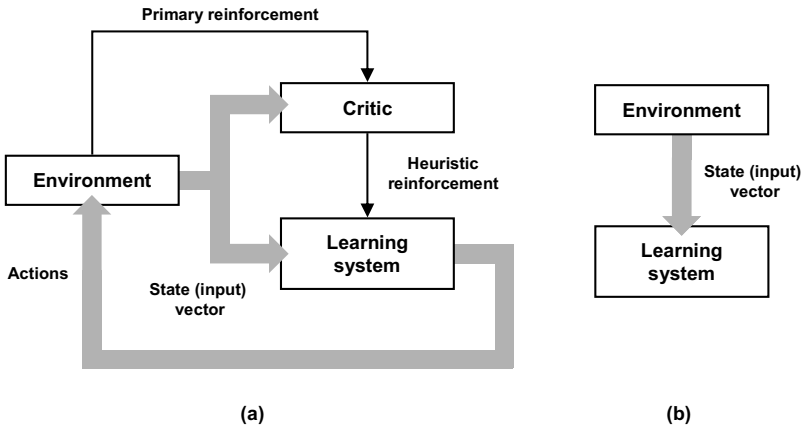 Primary reinforcement
Critic
Environment
Heuristic
reinforcement
Learning
system
Actions
State (input)
vector
(a)
Environment
State (input)
vector
Learning
system
(b)